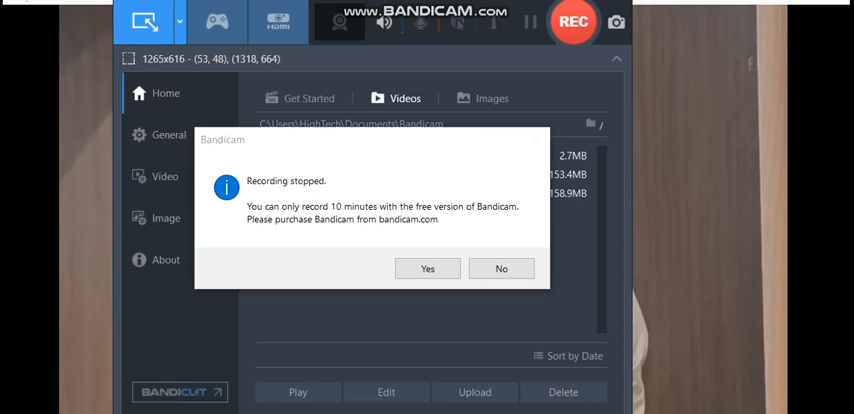 www.BANDICAM.com
HDMI
REC
1265x616 - (53, 48), (1318, 664)
Home
Get Started
Videos
Images
C:\Users\HighTech\Documents\Bandicam
/
General
Bandicam
2.7MB
Recording stopped.
153.4MB
Video
158.9MB
You can only record 10 minutes with the free version of Bandicam.
Please purchase Bandicam from bandicam.com
Image
About
Yes
No
Sort by Date
BANDICUT
Play
Edit
Upload
Delete